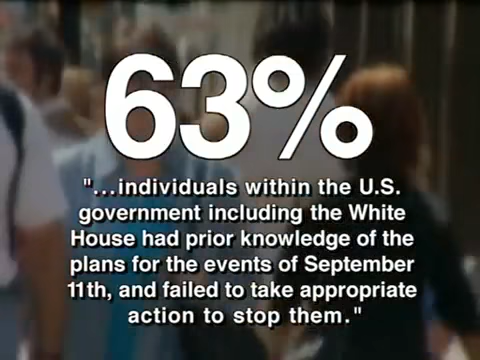 63%
"...individuals within the U.S.
government including the White
House had prior knowledge of the
plans for the events of September
11th, and failed to take appropriate
action to stop them."